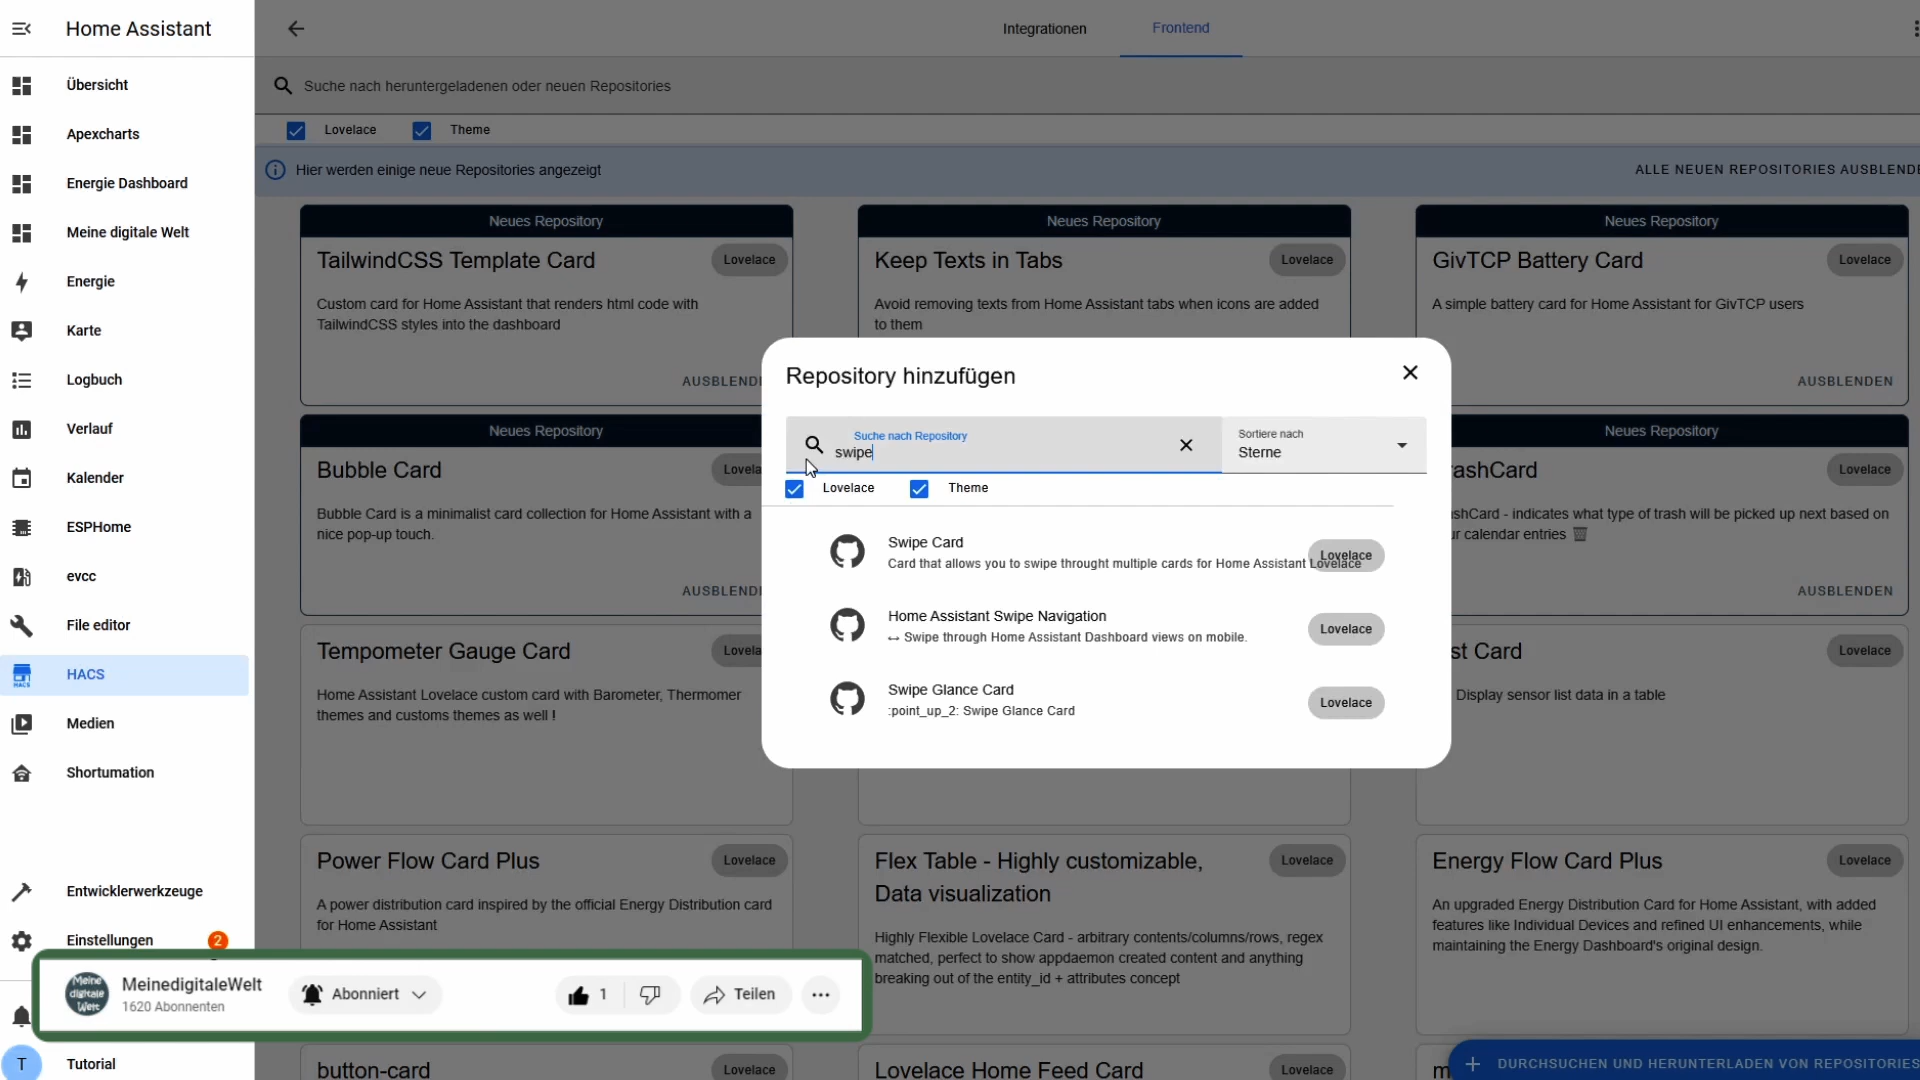 Home Assistant
Übersicht
Apexcharts
Energie Dashboard
Meine digitale Welt
Energie
Karte
Logbuch
Verlauf
Kalender
ESPHome
evcc
File editor
HACS
Medien
Shortumation
Entwicklerwerkzeuge
Einstellungen
2
T
Tutorial
Integrationen
Frontend
Suche nach heruntergeladenen oder neuen Repositories
Lovelace
Theme
Hier werden einige neue Repositories angezeigt
ALLE NEUEN REPOSITORIES AUSBLENDE
Neues Repository
TailwindCSS Template Card
Lovelace
Custom card for Home Assistant that renders html code with
TailwindCSS styles into the dashboard
AUSBLENDE
Neues Repository
Keep Texts in Tabs
Lovelace
Avoid removing texts from Home Assistant tabs when icons are added
to them
Neues Repository
GivTCP Battery Card
Lovelace
A simple battery card for Home Assistant for GivTCP users
AUSBLENDEN
Neues Repository
Bubble Card
Lovela
Bubble Card is a minimalist card collection for Home Assistant with a
nice pop-up touch.
AUSBLENDE
Neues Repository
ashCard
Lovelace
shCard - indicates what type of trash will be picked up next based on
r calendar entries
AUSBLENDEN
Repository hinzufügen
Suche nach Repository
swipe
Sortiere nach
Sterne
Lovelace
Theme
Swipe Card
Card that allows you to swipe throught multiple cards for Home Assistant Lovelace
Lovelace
Home Assistant Swipe Navigation
↔ Swipe through Home Assistant Dashboard views on mobile.
Lovelace
Swipe Glance Card
:point_up_2: Swipe Glance Card
Lovelace
Tempometer Gauge Card
Lovela
Home Assistant Lovelace custom card with Barometer, Thermomer
themes and customs themes as well !
st Card
Lovelace
Display sensor list data in a table
Power Flow Card Plus
Lovelace
A power distribution card inspired by the official Energy Distribution card
for Home Assistant
Flex Table - Highly customizable,
Data visualization
Lovelace
Highly Flexible Lovelace Card - arbitrary contents/columns/rows, regex
matched, perfect to show appdaemon created content and anything
breaking out of the entity_id + attributes concept
Energy Flow Card Plus
Lovelace
An upgraded Energy Distribution Card for Home Assistant, with added
features like Individual Devices and refined UI enhancements, while
maintaining the Energy Dashboard's original design.
Meine
digitale
Welt
MeinedigitaleWelt
1620 Abonnenten
Abonniert
1
Teilen
button-card
Lovelace
Lovelace Home Feed Card
Lovelace
m
+ DURCHSUCHEN UND HERUNTERLADEN VON REPOSITORIES